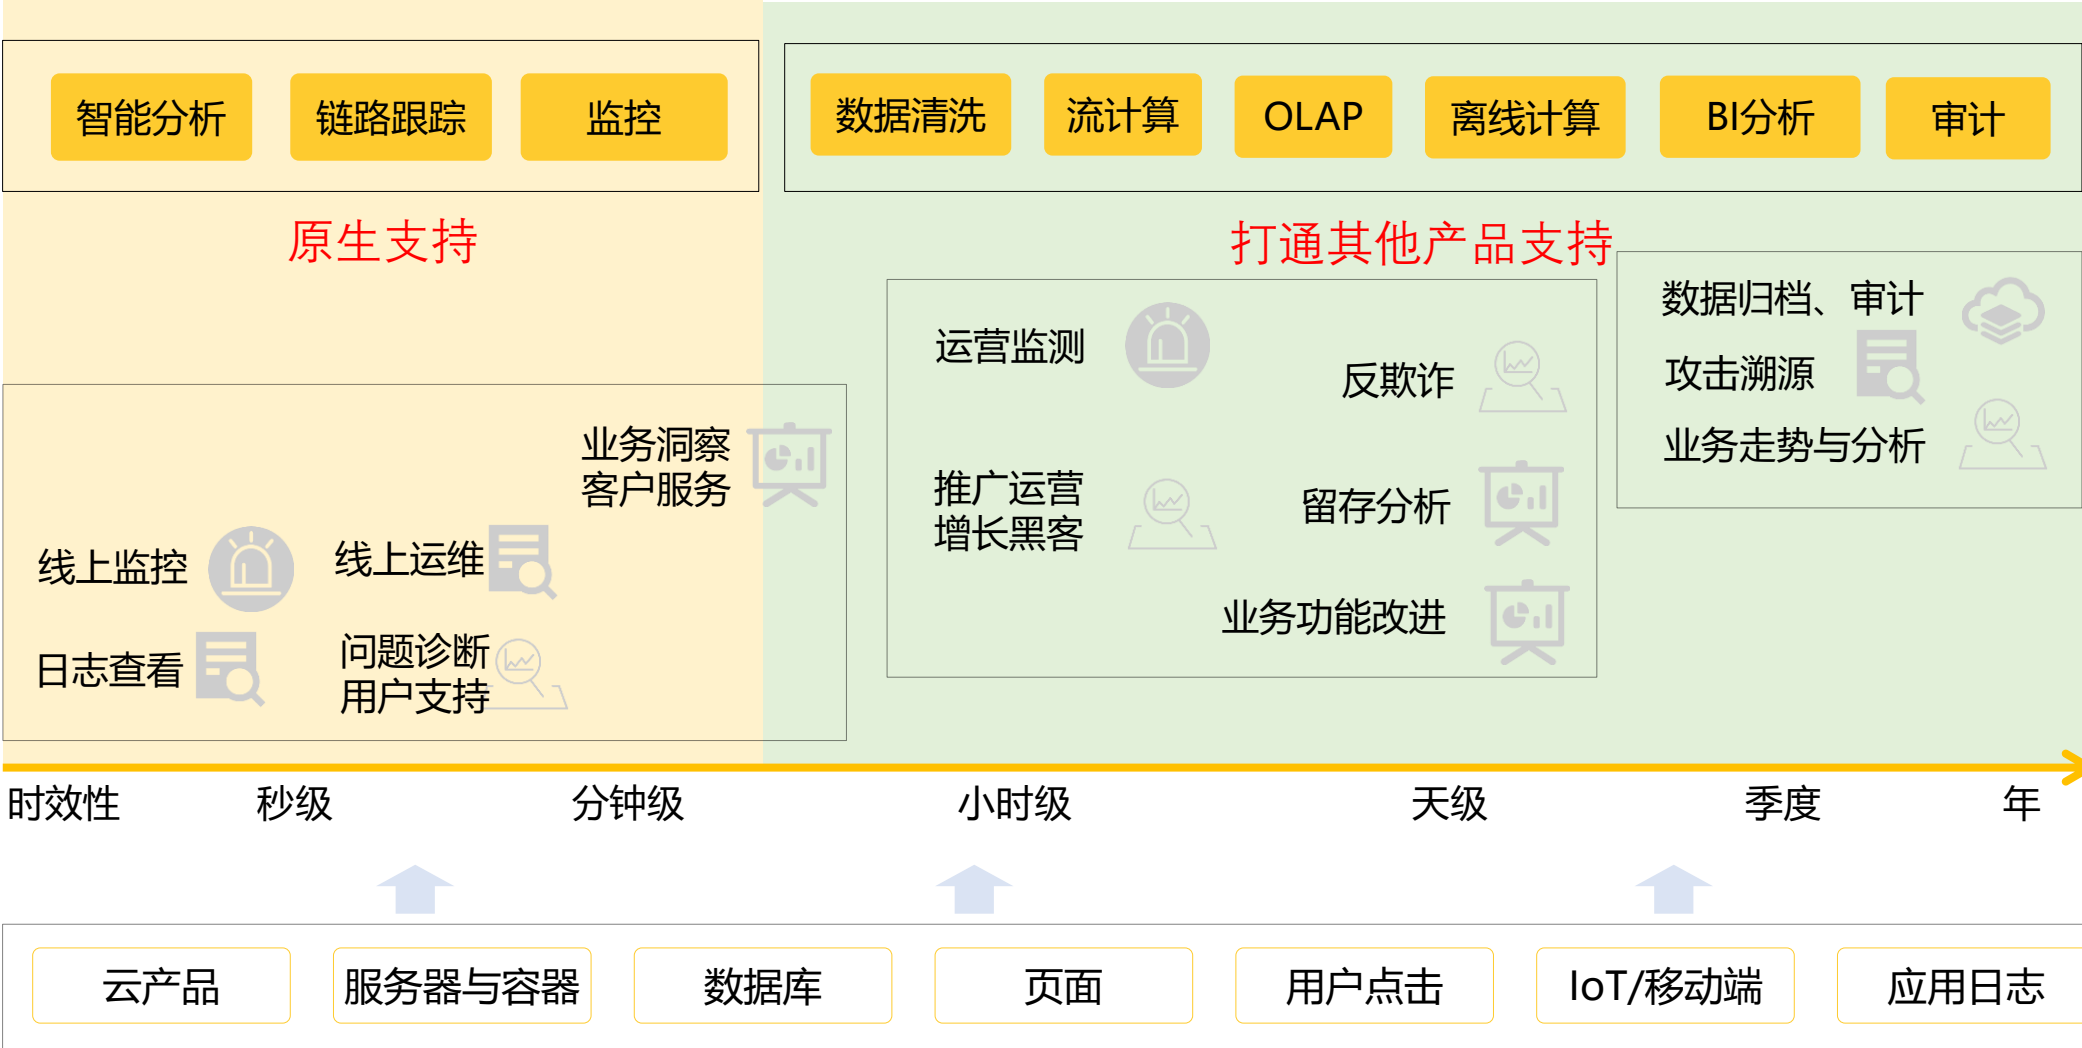 智能分析
链路跟踪
监控
数据清洗
流计算
OLAP
离线计算
BI分析
审计
原生支持
打通其他产品支持
业务洞察
客户服务
线上监控
线上运维
日志查看
问题诊断
用户支持
运营监测
反欺诈
推广运营
增长黑客
留存分析
业务功能改进
数据归档、审计
攻击溯源
业务走势与分析
时效性
秒级
分钟级
小时级
天级
季度
年
云产品
服务器与容器
数据库
页面
用户点击
IoT/移动端
应用日志